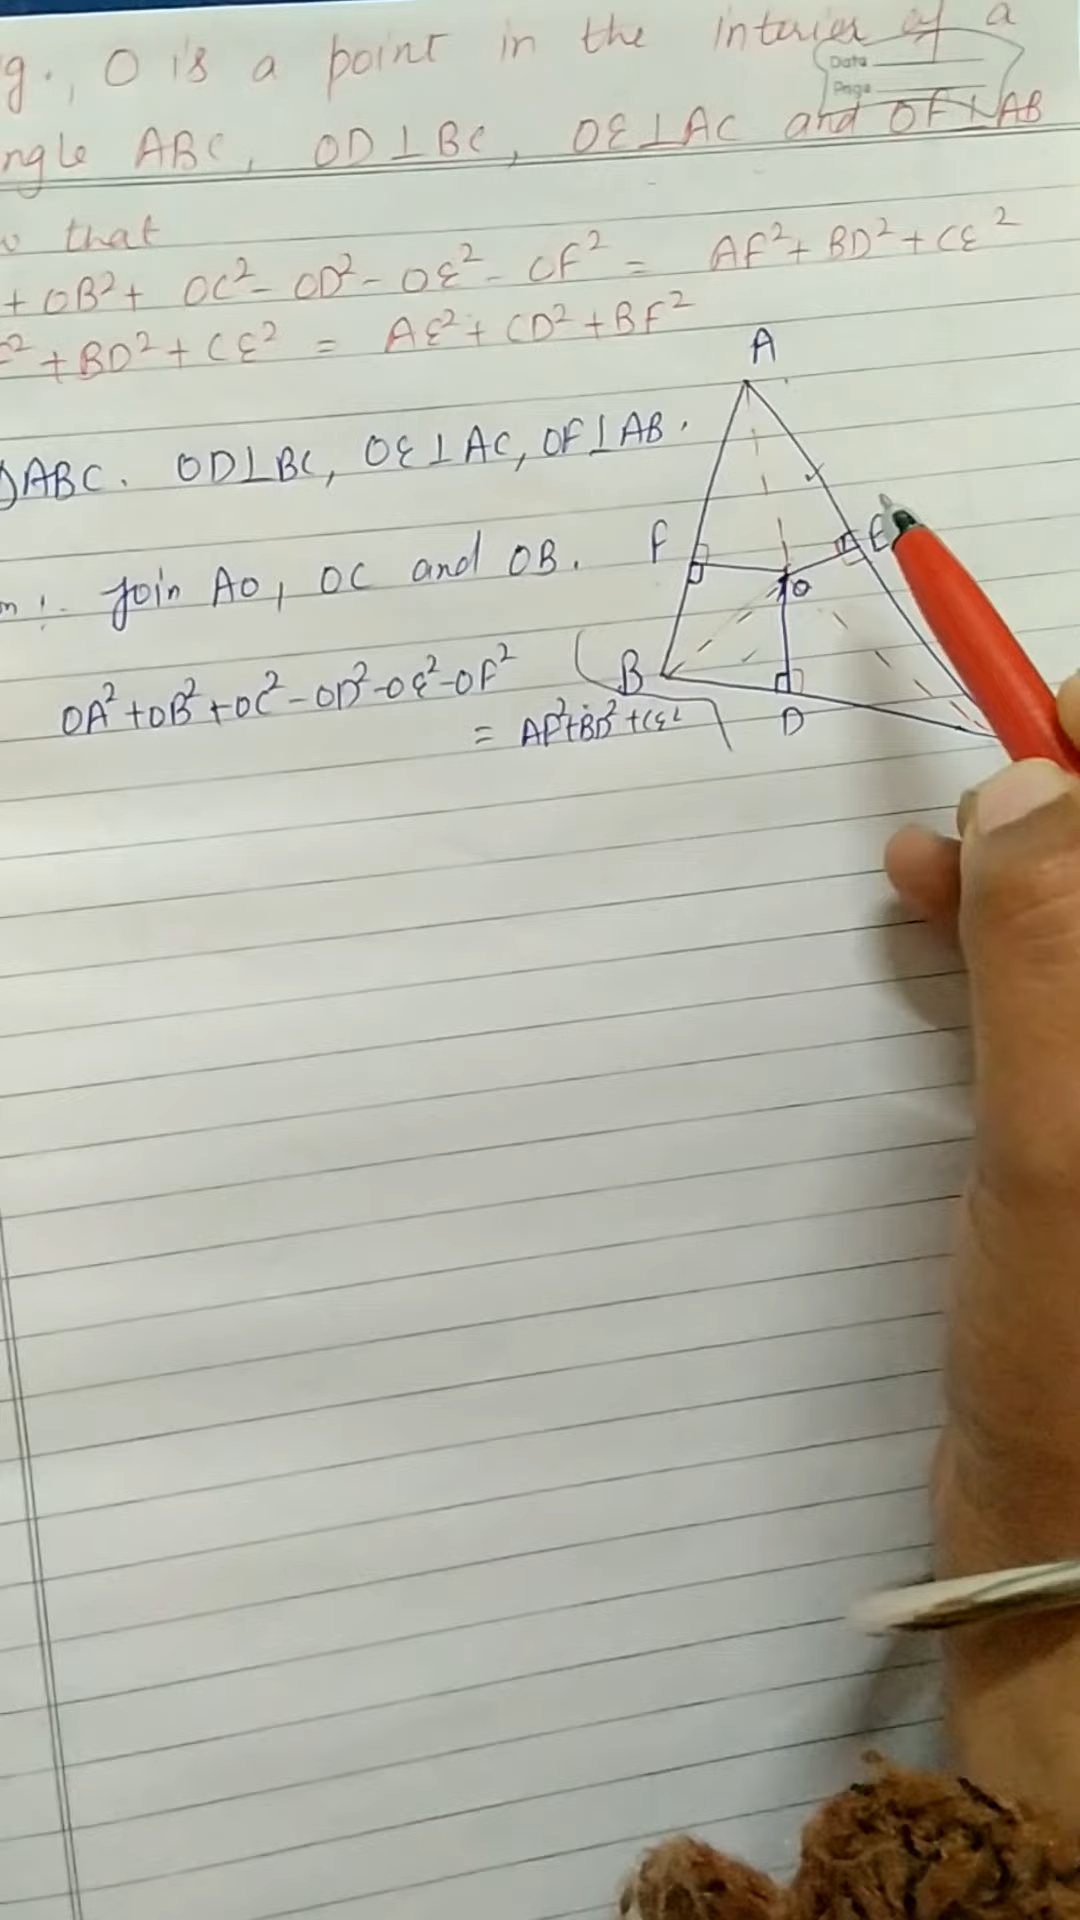 g., O is a point in the interior of a
Data
Page
ngle ABC, OD⊥BC, OE⊥AC and OF⊥AB
that
+ OB²+ OC²- OD²- OE²- OF² = AF²+ BD²+CE²
²+BD²+CE² = AE²+ CD²+BF²
A
ABC. OD⊥BC, OE⊥AC, OF⊥AB.
F
E
: Join AO, OC and OB.
O
B
OA²+OB²+OC²-OD²-OE²-OF²
= AF²+BD²+CE²
D